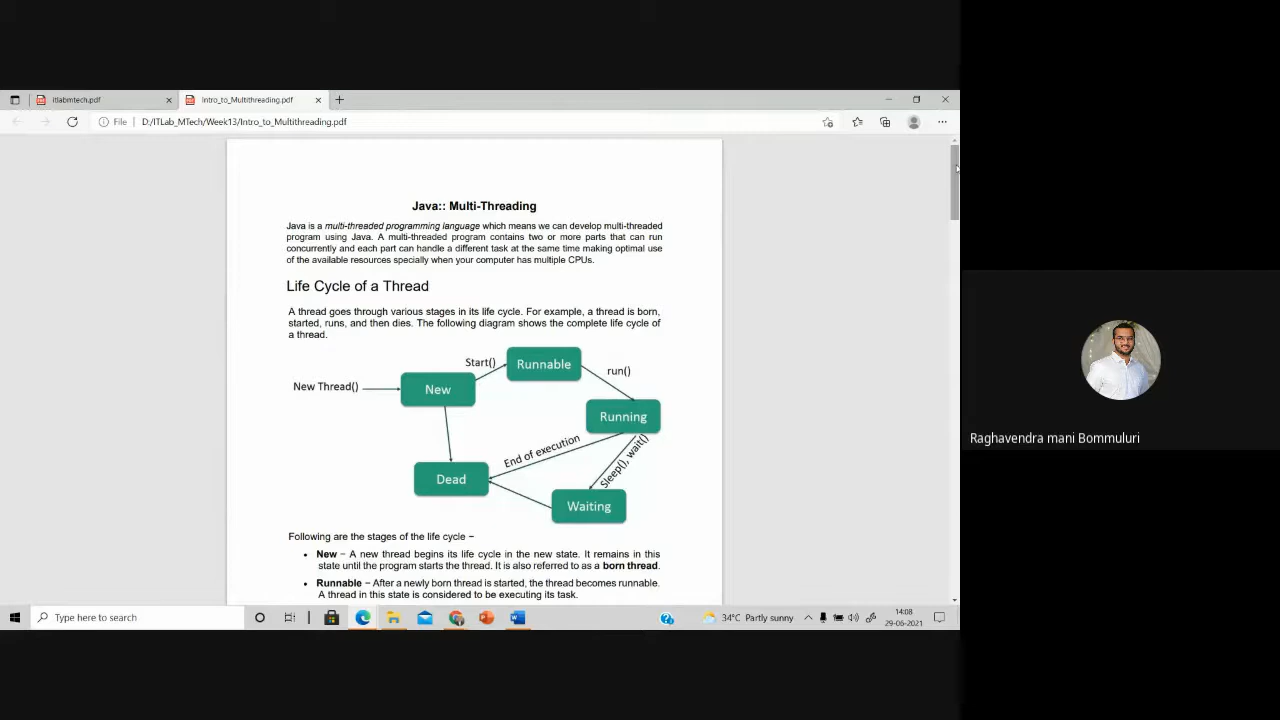 itlabmtech.pdf
Intro_to_Multithreading.pdf
File
D:/ITLab_MTech/Week13/Intro_to_Multithreading.pdf
Java:: Multi-Threading
Java is a multi-threaded programming language which means we can develop multi-threaded
program using Java. A multi-threaded program contains two or more parts that can run
concurrently and each part can handle a different task at the same time making optimal use
of the available resources specially when your computer has multiple CPUs.
Life Cycle of a Thread
A thread goes through various stages in its life cycle. For example, a thread is born,
started, runs, and then dies. The following diagram shows the complete life cycle of
a thread.
Start()
Runnable
run()
New Thread()
New
Running
End of execution
Sleep(), wait()
Dead
Waiting
Following are the stages of the life cycle −
• New − A new thread begins its life cycle in the new state. It remains in this
state until the program starts the thread. It is also referred to as a born thread.
• Runnable − After a newly born thread is started, the thread becomes runnable.
A thread in this state is considered to be executing its task.
Raghavendra mani Bommuluri
Type here to search
34°C Partly sunny
14:08
29-06-2021